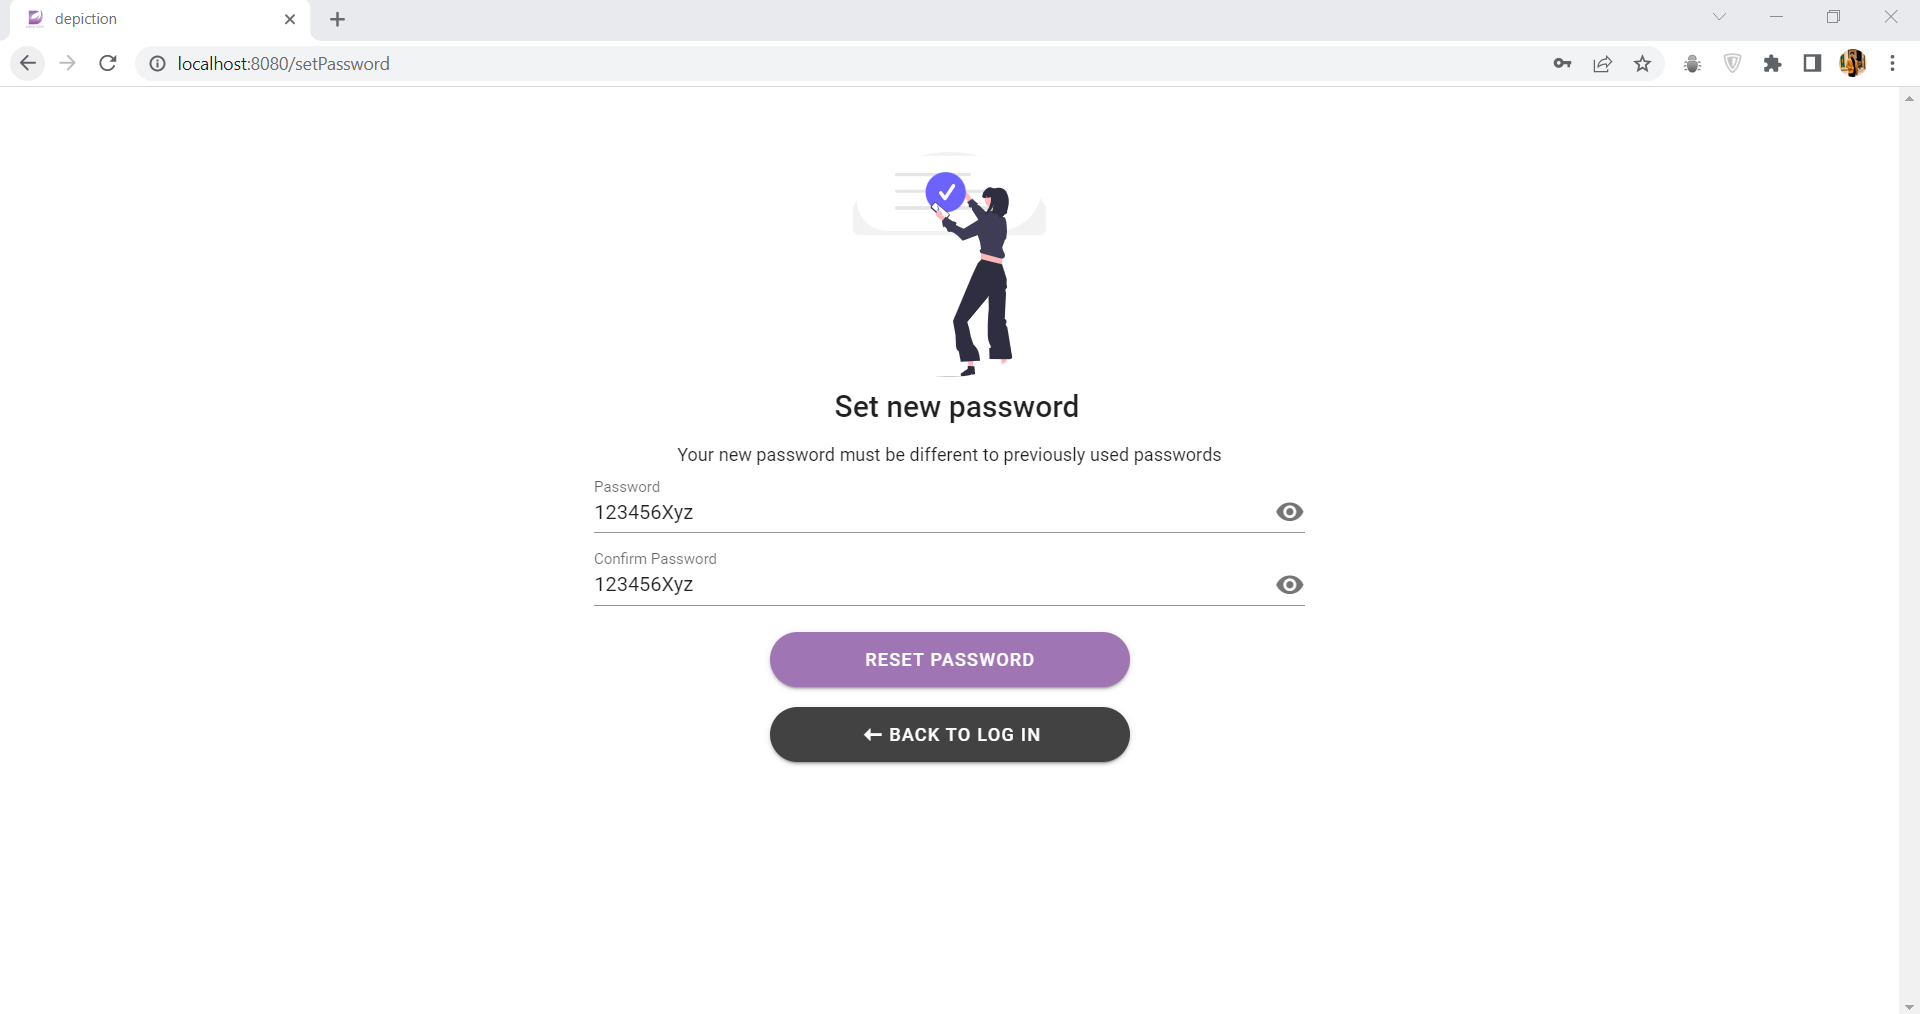 depiction
localhost:8080/setPassword
Set new password
Your new password must be different to previously used passwords
Password
123456Xyz
Confirm Password
123456Xyz
RESET PASSWORD
BACK TO LOG IN